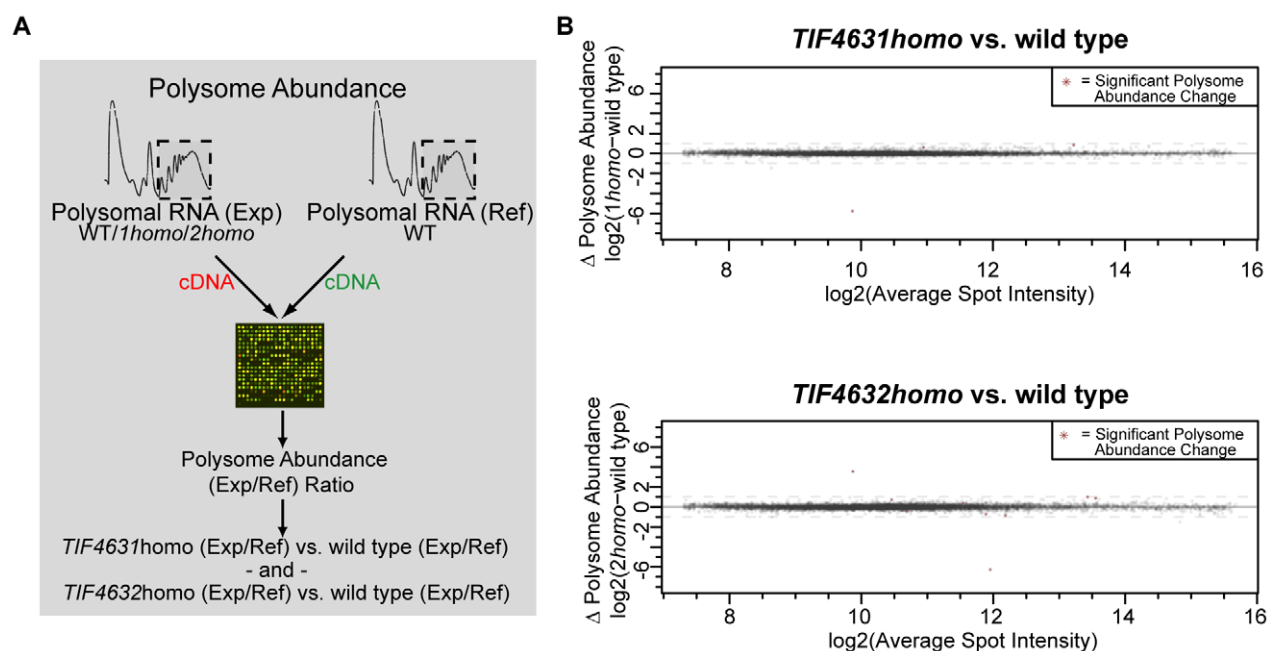 A
Polysome Abundance
Polysomal RNA (Exp)
WT/1homo/2homo
Polysomal RNA (Ref)
WT
cDNA
cDNA
Polysome Abundance
(Exp/Ref) Ratio
TIF4631homo (Exp/Ref) vs. wild type (Exp/Ref)
- and -
TIF4632homo (Exp/Ref) vs. wild type (Exp/Ref)
B
TIF4631homo vs. wild type
Δ Polysome Abundance
log2(1homo−wild type)
6
2
0
-2
-6
✳ = Significant Polysome
Abundance Change
8
10
12
14
16
log2(Average Spot Intensity)
TIF4632homo vs. wild type
Δ Polysome Abundance
log2(2homo−wild type)
6
2
0
-2
-6
✳ = Significant Polysome
Abundance Change
8
10
12
14
16
log2(Average Spot Intensity)